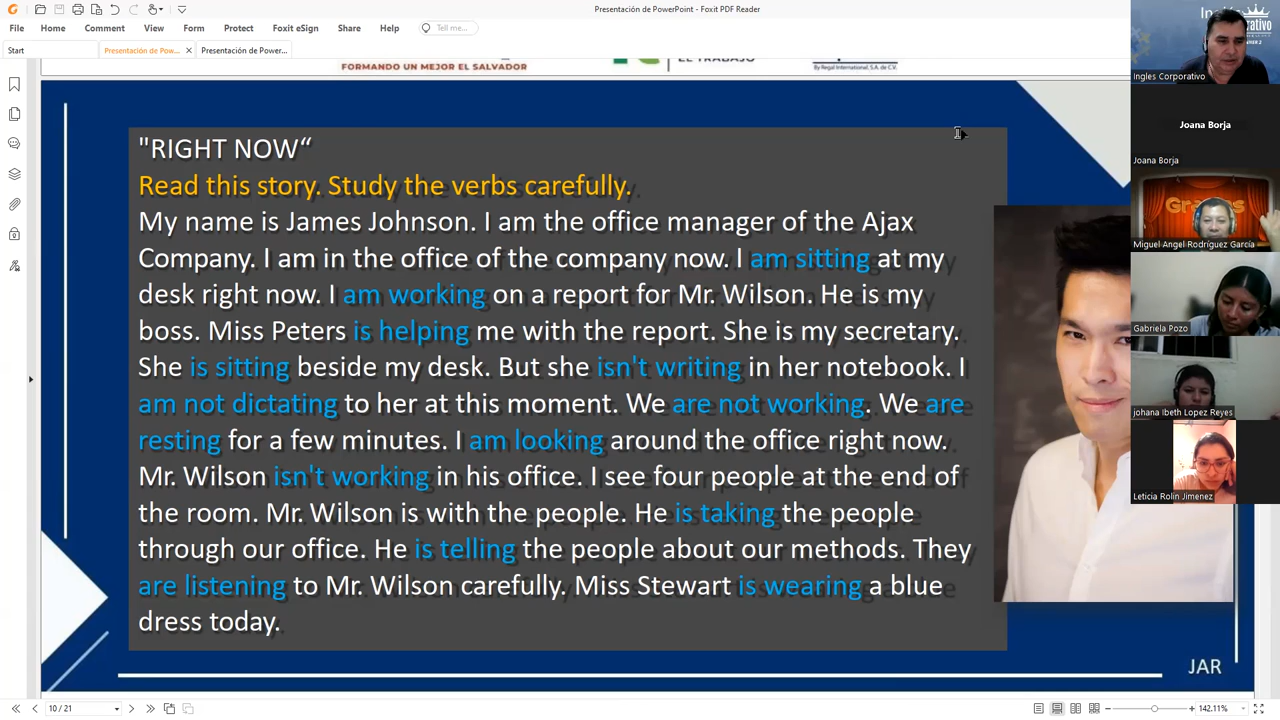 Presentación de PowerPoint - Foxit PDF Reader
File Home Comment View Form Protect Foxit eSign Share Help Tell me...
Start Presentación de PowerP... Presentación de Power...
FORMANDO UN MEJOR EL SALVADOR
EL TRABAJO
By Regal International, S.A. de C.V.
"RIGHT NOW“
Read this story. Study the verbs carefully.
My name is James Johnson. I am the office manager of the Ajax
Company. I am in the office of the company now. I am sitting at my
desk right now. I am working on a report for Mr. Wilson. He is my
boss. Miss Peters is helping me with the report. She is my secretary.
She is sitting beside my desk. But she isn't writing in her notebook. I
am not dictating to her at this moment. We are not working. We are
resting for a few minutes. I am looking around the office right now.
Mr. Wilson isn't working in his office. I see four people at the end of
the room. Mr. Wilson is with the people. He is taking the people
through our office. He is telling the people about our methods. They
are listening to Mr. Wilson carefully. Miss Stewart is wearing a blue
dress today.
JAR
Ingles Corporativo
Joana Borja
Joana Borja
Miguel Angel Rodríguez García
Gabriela Pozo
johana Ibeth Lopez Reyes
Leticia Rolin Jimenez
10 / 21
142.11%